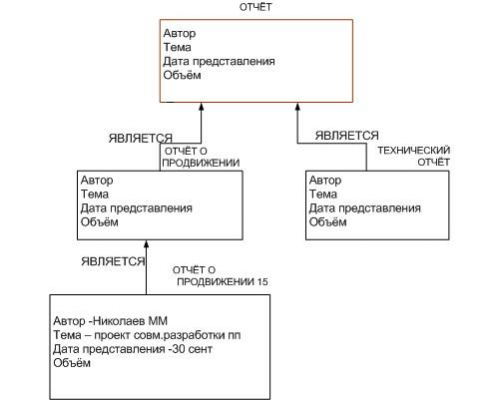 ОТЧЁТ
Автор
Тема
Дата представления
Объём
ЯВЛЯЕТСЯ
ЯВЛЯЕТСЯ
ОТЧЁТ О
ПРОДВИЖЕНИИ
ТЕХНИЧЕСКИЙ
ОТЧЁТ
Автор
Тема
Дата представления
Объём
Автор
Тема
Дата представления
Объём
ЯВЛЯЕТСЯ
ОТЧЁТ О
ПРОДВИЖЕНИИ 15
Автор -Николаев ММ
Тема – проект совм.разработки пп
Дата представления -30 сент
Объём